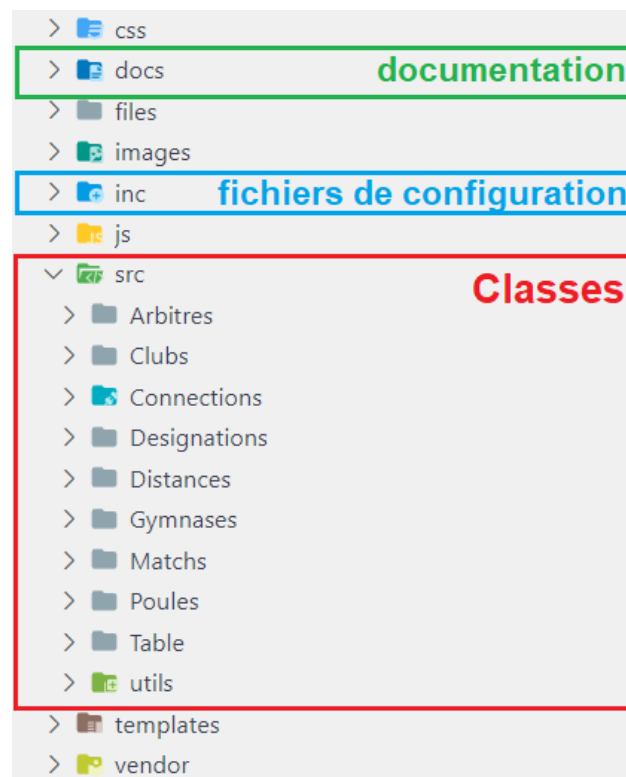 css
docs documentation
files
images
inc fichiers de configuration
js
src Classes
Arbitres
Clubs
Connections
Designations
Distances
Gymnases
Matchs
Poules
Table
utils
templates
vendor